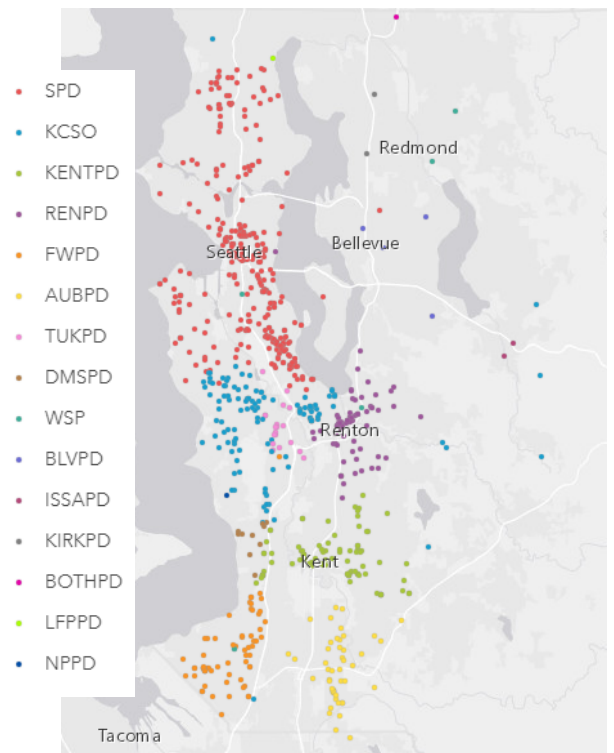 SPD
KCSO
KENTPD
RENPD
FWPD
AUBPD
TUKPD
DMSPD
WSP
BLVPD
ISSAPD
KIRKPD
BOTHPD
LFPPD
NPPD
Redmond
Bellevue
Seattle
Renton
Kent
Tacoma